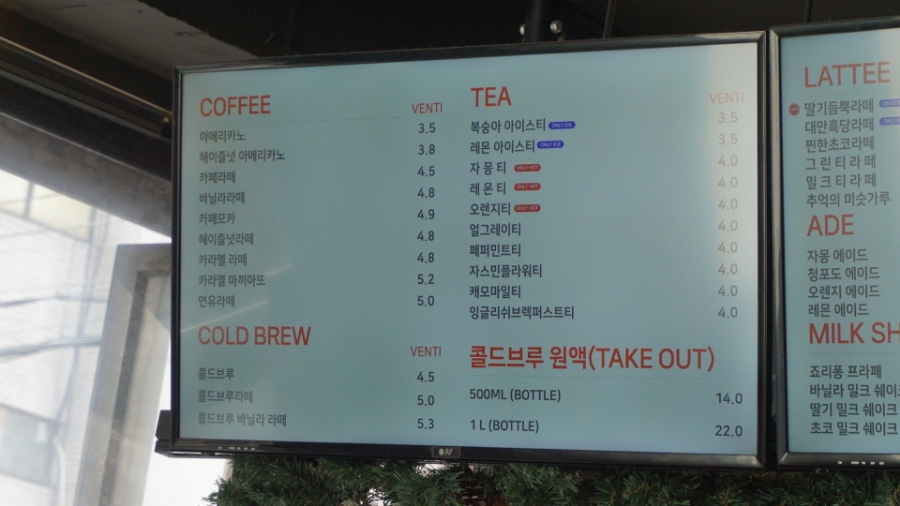 COFFEE VENTI
아메리카노 3.5
헤이즐넛 아메리카노 3.8
카페라떼 4.5
바닐라라떼 4.8
카페모카 4.9
헤이즐넛라떼 4.8
카라멜 라떼 4.8
카라멜 마끼아또 5.2
연유라떼 5.0
COLD BREW VENTI
콜드브루 4.5
콜드브루라떼 5.0
콜드브루 바닐라 라떼 5.3
TEA VENTI
복숭아 아이스티 ONLY ICE 3.5
레몬 아이스티 ONLY ICE 3.5
자몽티 ONLY HOT 4.0
레몬티 ONLY HOT 4.0
오렌지티 ONLY HOT 4.0
얼그레이티 4.0
페퍼민트티 4.0
자스민플라워티 4.0
캐모마일티 4.0
잉글리쉬브렉퍼스트티 4.0
콜드브루 원액(TAKE OUT)
500ML (BOTTLE) 14.0
1 L (BOTTLE) 22.0
LATTEE
딸기듬뿍라떼
대만흑당라떼
찐한초코라떼
그린티라떼
밀크티라떼
추억의 미숫가루
ADE
자몽 에이드
청포도 에이드
오렌지 에이드
레몬 에이드
MILK SH
죠리퐁 프라페
바닐라 밀크 쉐이크
딸기 밀크 쉐이크
초코 밀크 쉐이크